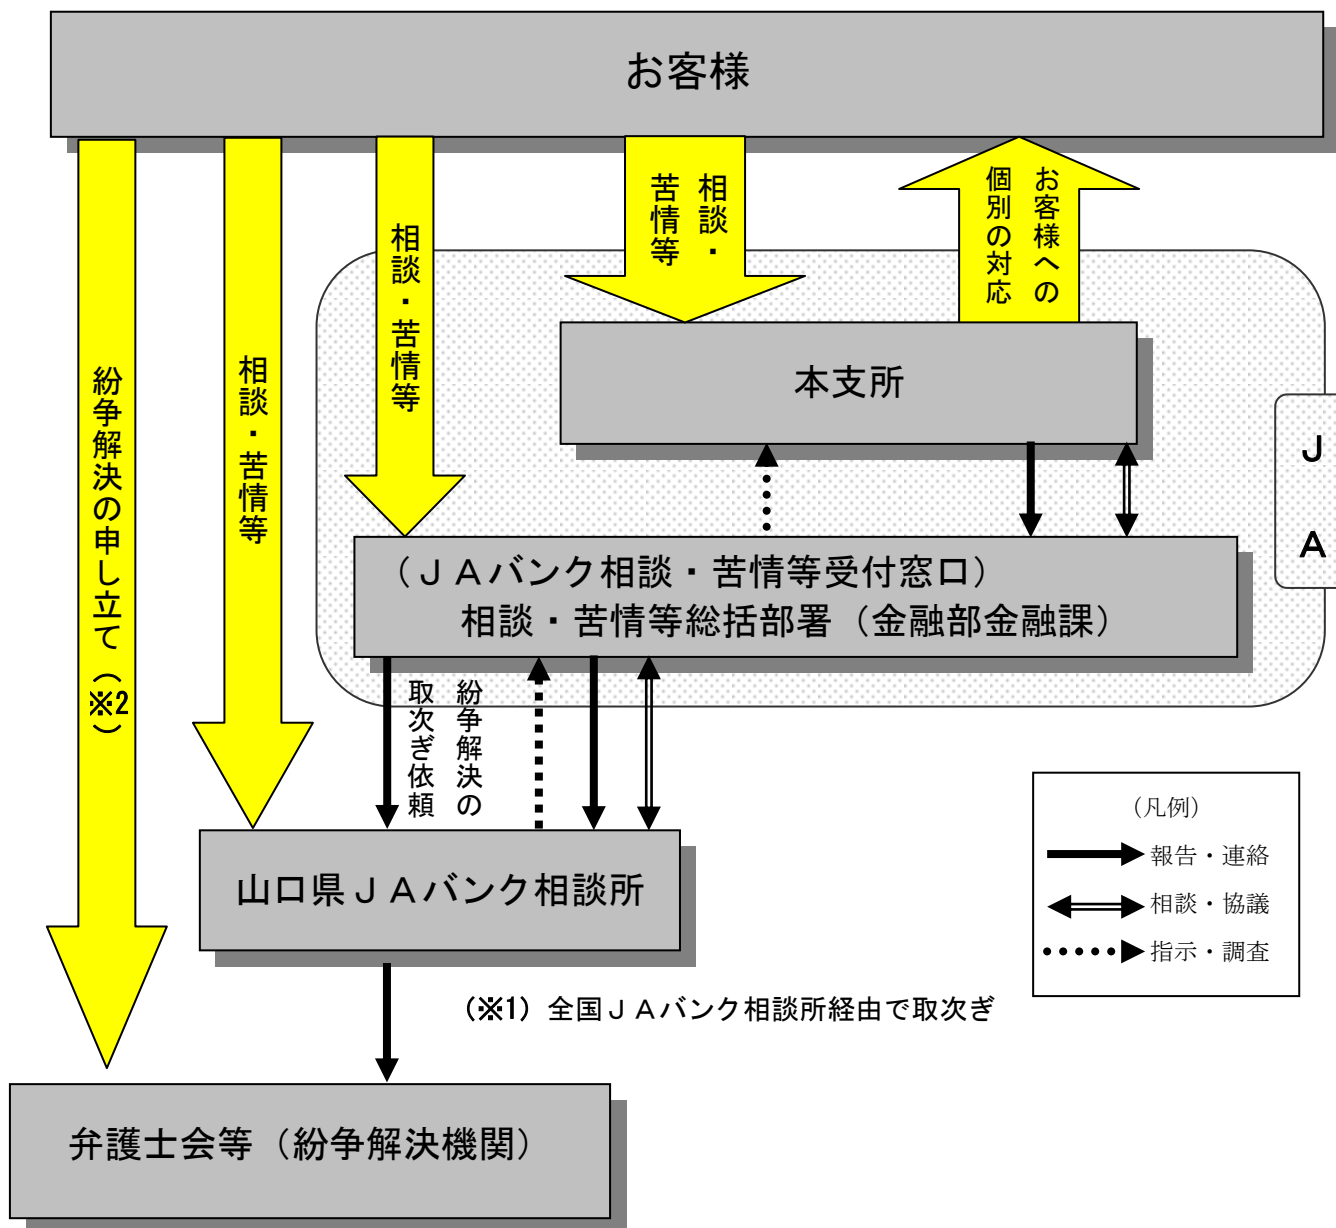 お客様
紛争解決の申し立て（※2）
相談・苦情等
相談・苦情等
相談・
苦情等
お客様への
個別の対応
本支所
ＪＡ
（ＪＡバンク相談・苦情等受付窓口）
相談・苦情等総括部署（金融部金融課）
紛争解決の
取次ぎ依頼
山口県ＪＡバンク相談所
（凡例）
報告・連絡
相談・協議
指示・調査
（※1）全国ＪＡバンク相談所経由で取次ぎ
弁護士会等（紛争解決機関）